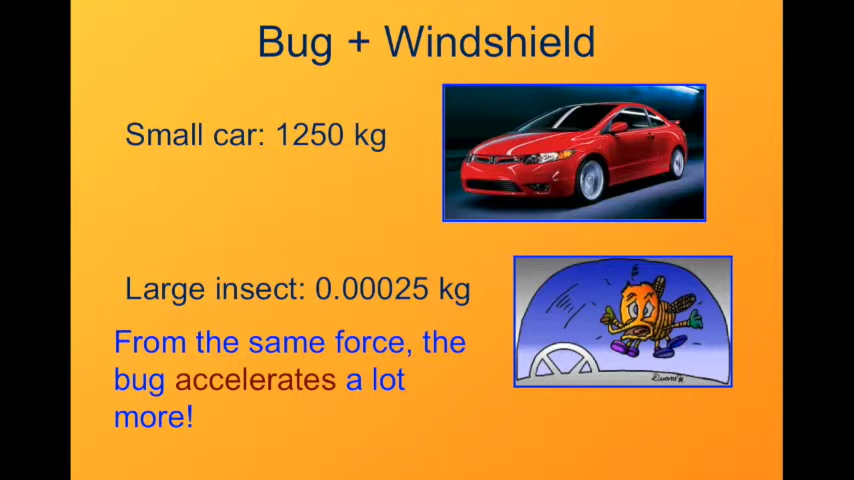 Bug + Windshield
Small car: 1250 kg
Large insect: 0.00025 kg
From the same force, the
bug accelerates a lot
more!